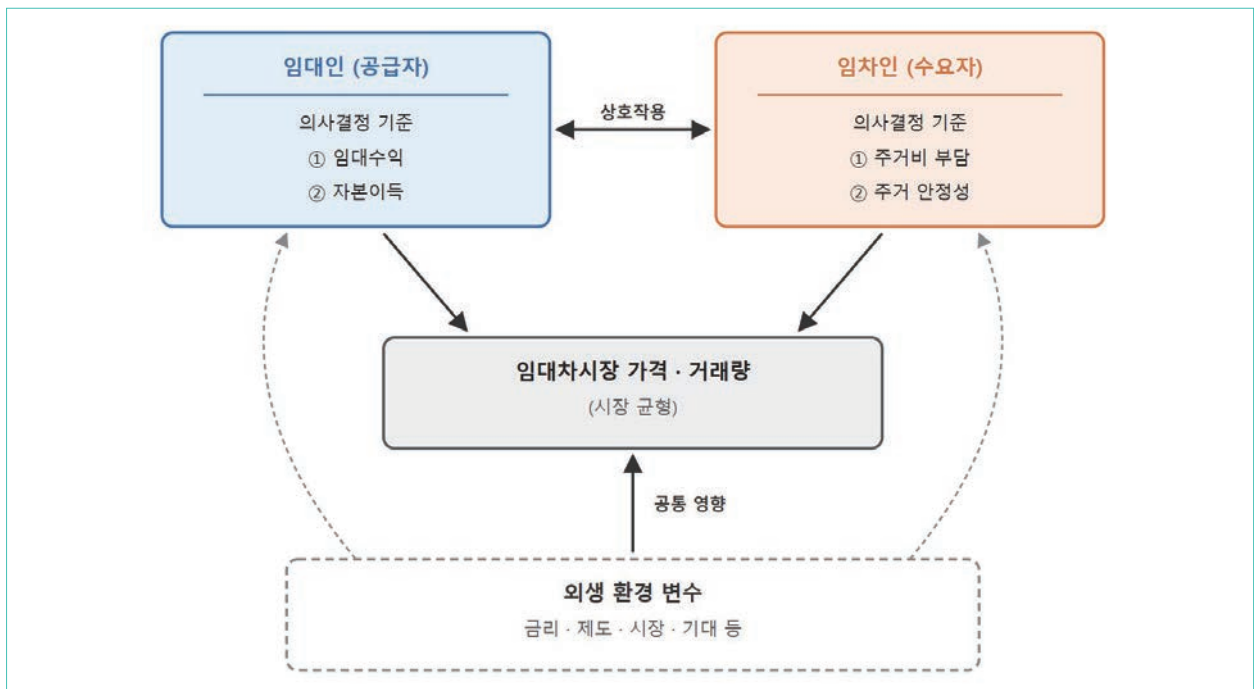 임대인 (공급자)
의사결정 기준
① 임대수익
② 자본이득
상호작용
임차인 (수요자)
의사결정 기준
① 주거비 부담
② 주거 안정성
임대차시장 가격 · 거래량
(시장 균형)
공통 영향
외생 환경 변수
금리 · 제도 · 시장 · 기대 등